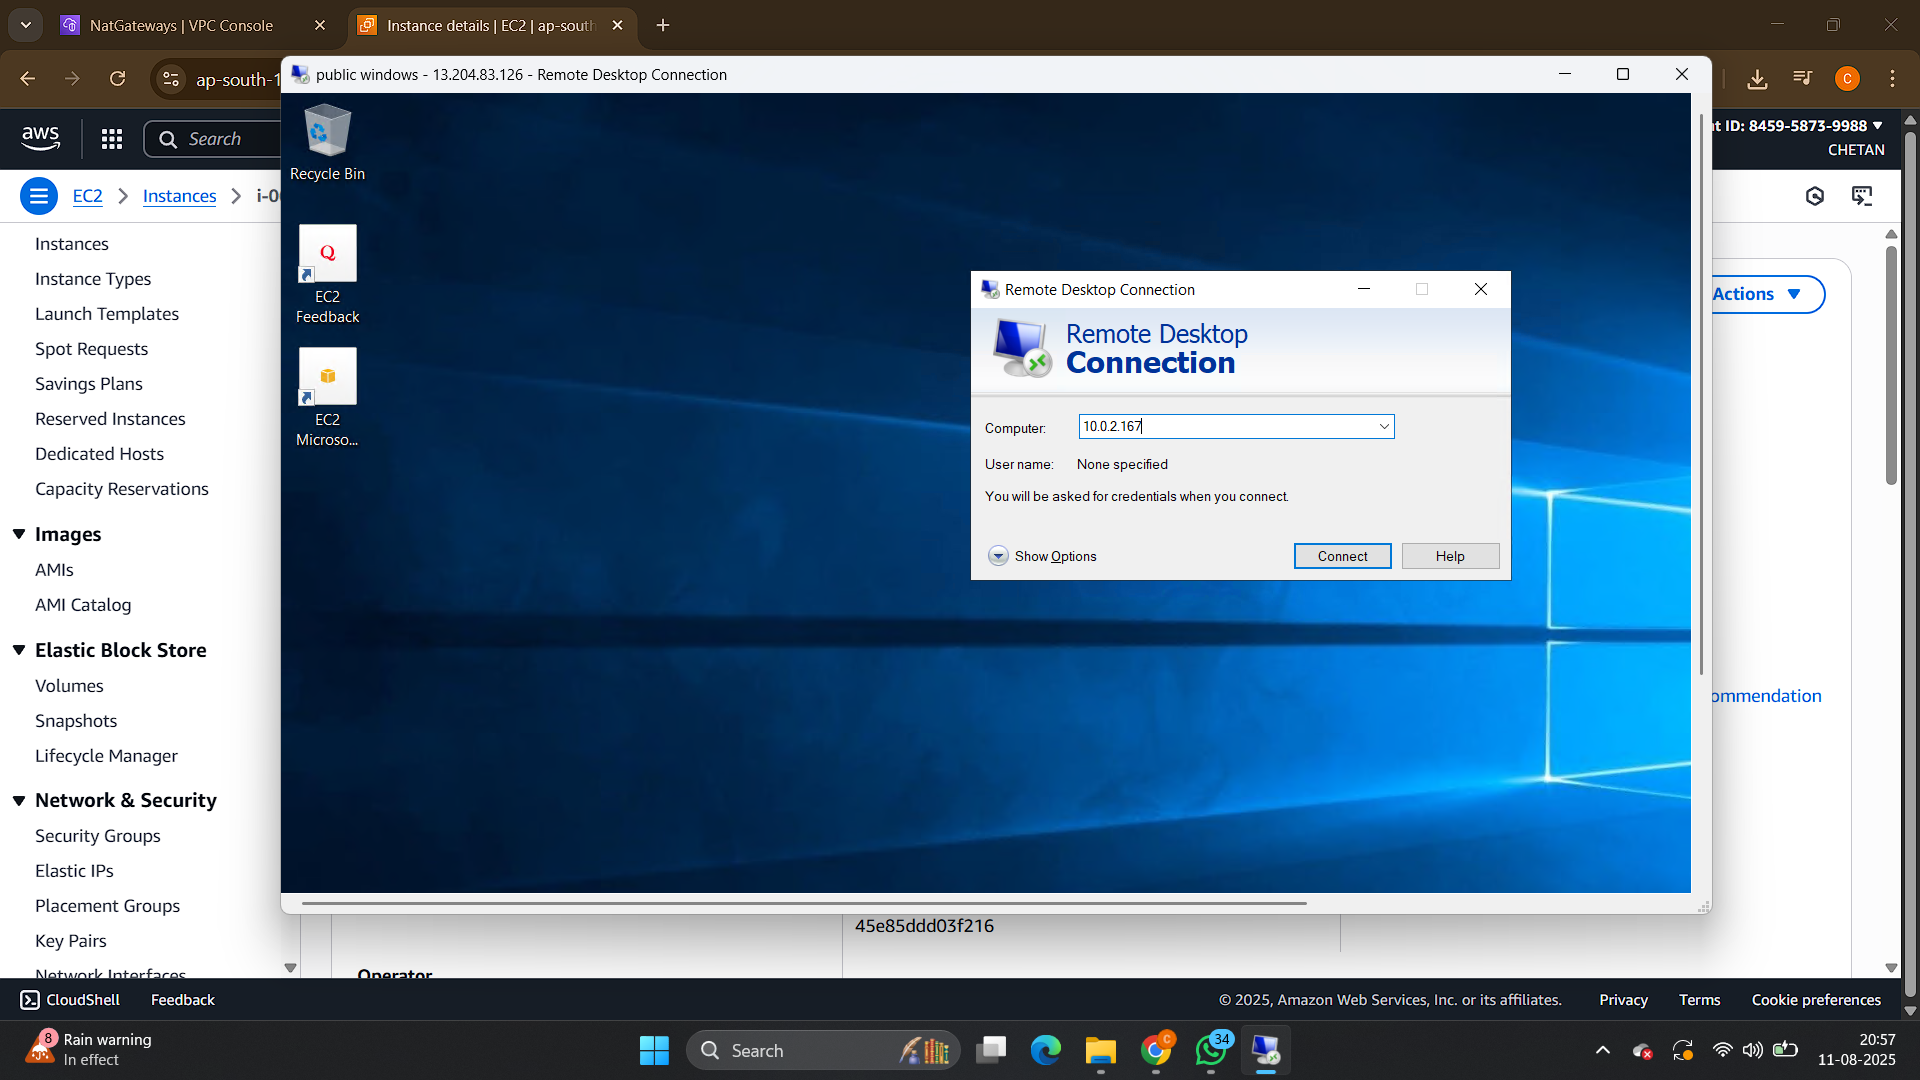 NatGateways | VPC Console
Instance details | EC2 | ap-south
ap-south-1
C
public windows - 13.204.83.126 - Remote Desktop Connection
aws
Search
ID: 8459-5873-9988
CHETAN
EC2
Instances
i-0
Instances
Instance Types
Launch Templates
Spot Requests
Savings Plans
Reserved Instances
Dedicated Hosts
Capacity Reservations
Images
AMIs
AMI Catalog
Elastic Block Store
Volumes
Snapshots
Lifecycle Manager
Network & Security
Security Groups
Elastic IPs
Placement Groups
Key Pairs
Network Interfaces
Recycle Bin
Q
EC2
Feedback
EC2
Microso...
Remote Desktop Connection
Remote Desktop
Connection
Computer:
10.0.2.167
User name:
None specified
You will be asked for credentials when you connect.
Show Options
Connect
Help
Actions
ommendation
45e85ddd03f216
Operator
CloudShell
Feedback
© 2025, Amazon Web Services, Inc. or its affiliates.
Privacy
Terms
Cookie preferences
8
Rain warning
In effect
Search
C
34
20:57
11-08-2025